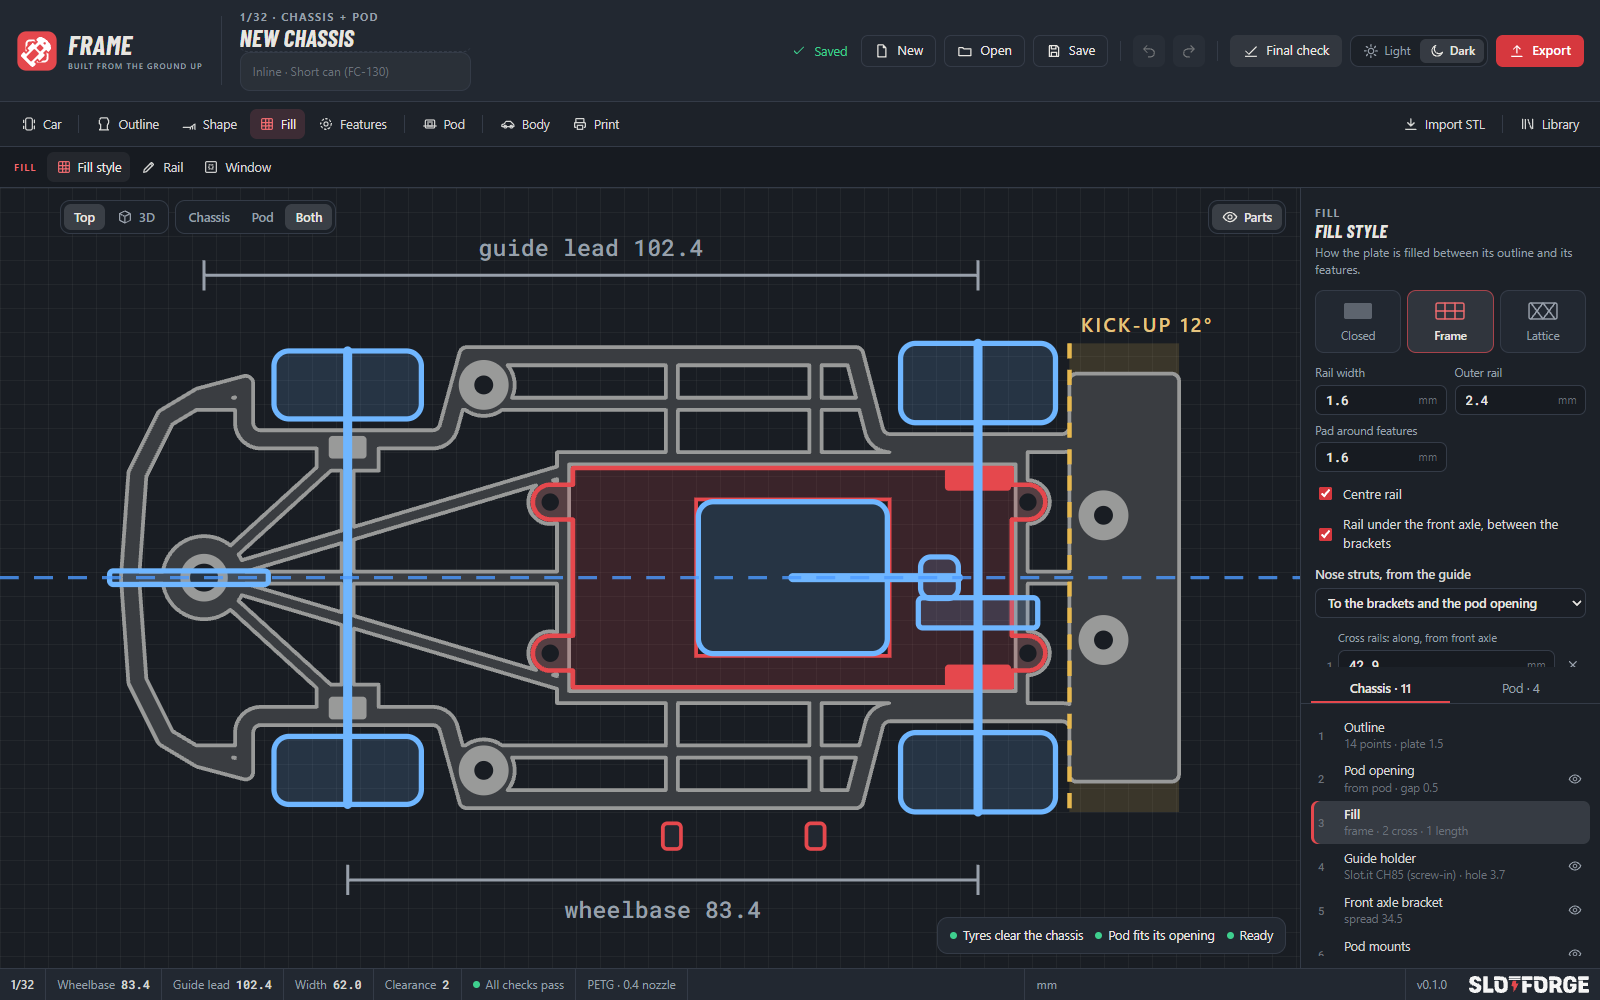 FRAME
BUILT FROM THE GROUND UP
1/32 · CHASSIS + POD
NEW CHASSIS
Inline · Short can (FC-130)
Saved
New
Open
Save
Final check
Light
Dark
Export
Car
Outline
Shape
Fill
Features
Pod
Body
Print
Import STL
Library
FILL
Fill style
Rail
Window
Top
3D
Chassis
Pod
Both
Parts
guide lead 102.4
KICK-UP 12°
wheelbase 83.4
Tyres clear the chassis
Pod fits its opening
Ready
FILL
FILL STYLE
How the plate is filled between its outline and its
features.
Closed
Frame
Lattice
Rail width
Outer rail
1.6 mm
2.4 mm
Pad around features
1.6 mm
Centre rail
Rail under the front axle, between the
brackets
Nose struts, from the guide
To the brackets and the pod opening
Cross rails: along, from front axle
1 42.9 mm
Chassis · 11
Pod · 4
1 Outline
14 points · plate 1.5
2 Pod opening
from pod · gap 0.5
3 Fill
frame · 2 cross · 1 length
4 Guide holder
Slot.it CH85 (screw-in) · hole 3.7
5 Front axle bracket
spread 34.5
6 Pod mounts
1/32
Wheelbase 83.4
Guide lead 102.4
Width 62.0
Clearance 2
All checks pass
PETG · 0.4 nozzle
mm
v0.1.0
SLOTFORGE